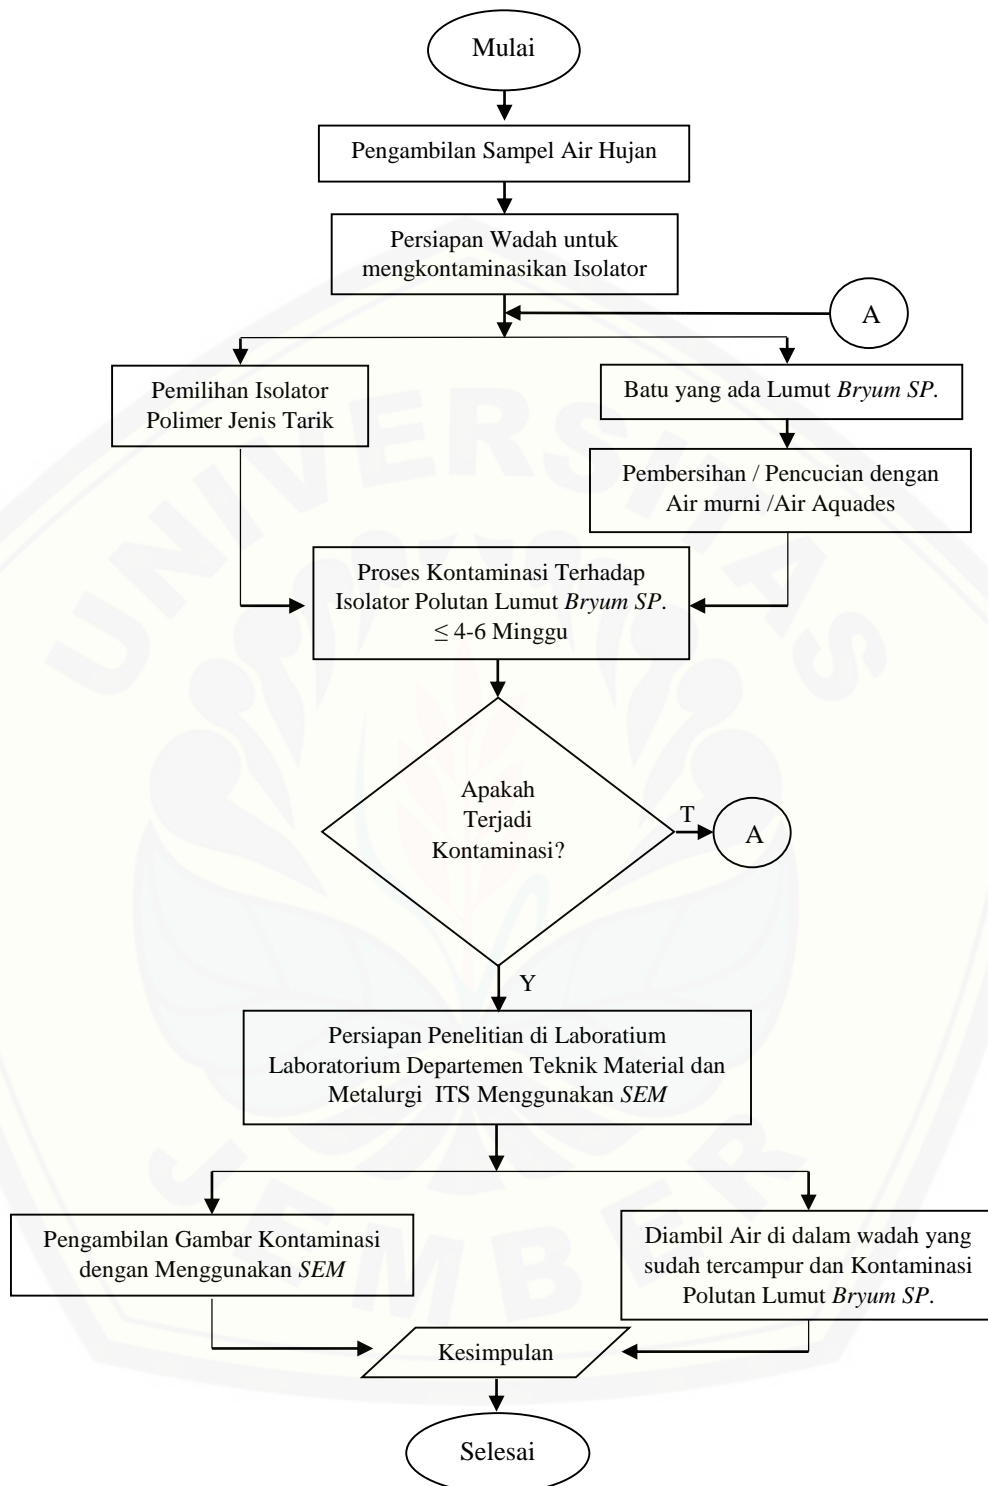 Mulai
Pengambilan Sampel Air Hujan
Persiapan Wadah untuk
mengkontaminasikan Isolator
A
Pemilihan Isolator
Polimer Jenis Tarik
Batu yang ada Lumut Bryum SP.
Pembersihan / Pencucian dengan
Air murni /Air Aquades
Proses Kontaminasi Terhadap
Isolator Polutan Lumut Bryum SP.
≤ 4-6 Minggu
Apakah
Terjadi
Kontaminasi?
T
A
Y
Persiapan Penelitian di Laboratium
Laboratorium Departemen Teknik Material dan
Metalurgi  ITS Menggunakan SEM
Pengambilan Gambar Kontaminasi
dengan Menggunakan SEM
Diambil Air di dalam wadah yang
sudah tercampur dan Kontaminasi
Polutan Lumut Bryum SP.
Kesimpulan
Selesai
UNIVERSITAS
JEMBER